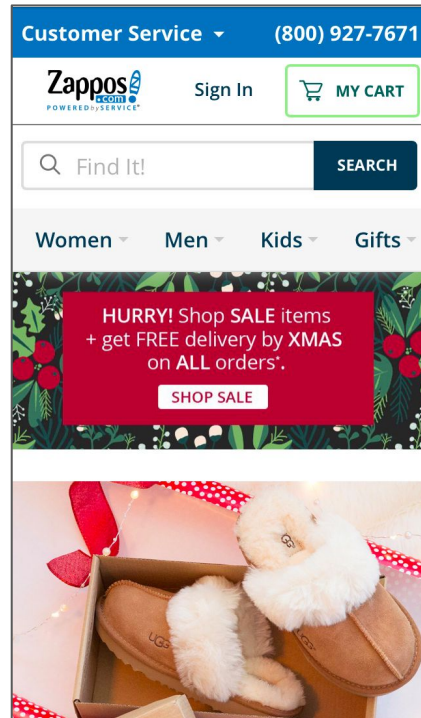 Customer Service (800) 927-7671
Zappos
.com
POWERED by SERVICE®
Sign In
MY CART
Find It!
SEARCH
Women Men Kids Gifts
HURRY! Shop SALE items
+ get FREE delivery by XMAS
on ALL orders*.
SHOP SALE
UGG
UGG